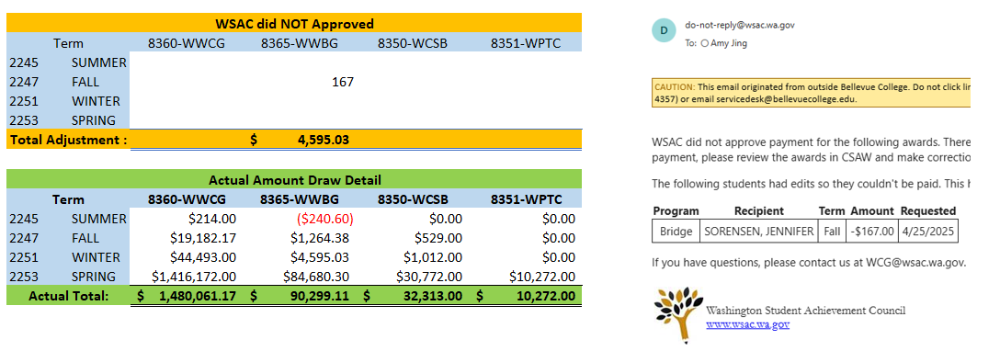 WSAC did NOT Approved
Term 8360-WWCG 8365-WWBG 8350-WCSB 8351-WPTC
2245 SUMMER
2247 FALL 167
2251 WINTER
2253 SPRING
Total Adjustment : $ 4,595.03
Actual Amount Draw Detail
Term 8360-WWCG 8365-WWBG 8350-WCSB 8351-WPTC
2245 SUMMER $214.00 ($240.60) $0.00 $0.00
2247 FALL $19,182.17 $1,264.38 $529.00 $0.00
2251 WINTER $44,493.00 $4,595.03 $1,012.00 $0.00
2253 SPRING $1,416,172.00 $84,680.30 $30,772.00 $10,272.00
Actual Total: $ 1,480,061.17 $ 90,299.11 $ 32,313.00 $ 10,272.00
D
do-not-reply@wsac.wa.gov
To: Amy Jing
CAUTION: This email originated from outside Bellevue College. Do not click
4357) or email servicedesk@bellevuecollege.edu.
WSAC did not approve payment for the following awards. There
payment, please review the awards in CSAW and make correctio
The following students had edits so they couldn't be paid. This
Program Recipient Term Amount Requested
Bridge SORENSEN, JENNIFER Fall -$167.00 4/25/2025
If you have questions, please contact us at WCG@wsac.wa.gov.
Washington Student Achievement Council
www.wsac.wa.gov